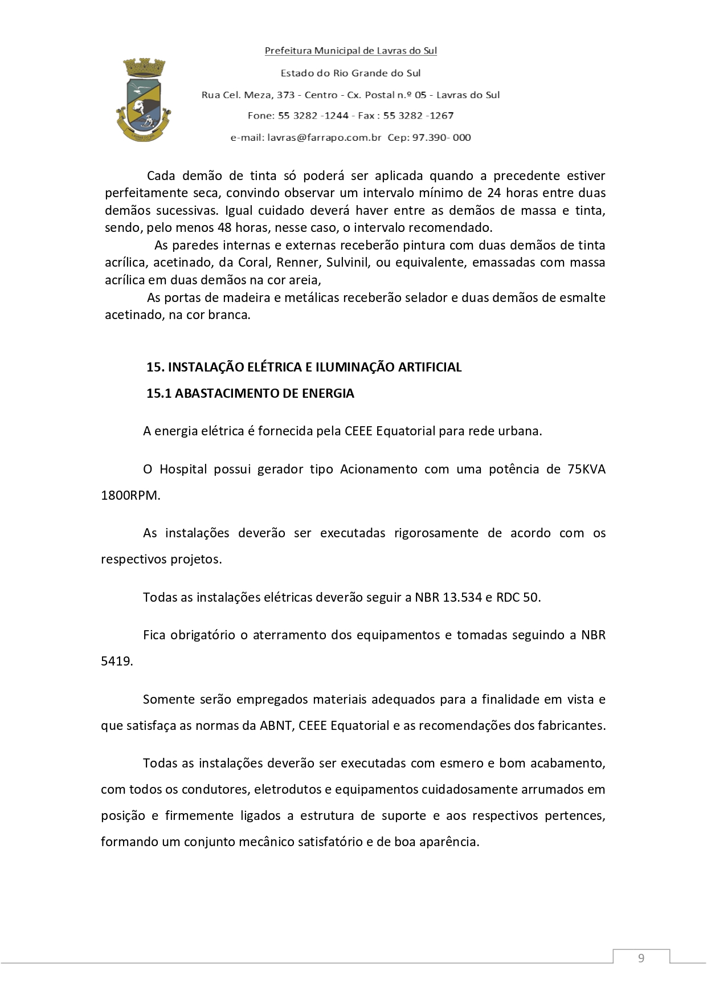 Prefeitura Municipal de Lavras do Sul
Estado do Rio Grande do Sul
Rua Cel. Meza, 373 - Centro - Cx. Postal n.º 05 - Lavras do Sul
Fone: 55 3282 -1244 - Fax : 55 3282 -1267
e-mail: lavras@farrapo.com.br Cep: 97.390- 000
LAVRAS DO SUL
Cada demão de tinta só poderá ser aplicada quando a precedente estiver
perfeitamente seca, convindo observar um intervalo mínimo de 24 horas entre duas
demãos sucessivas. Igual cuidado deverá haver entre as demãos de massa e tinta,
sendo, pelo menos 48 horas, nesse caso, o intervalo recomendado.
As paredes internas e externas receberão pintura com duas demãos de tinta
acrílica, acetinado, da Coral, Renner, Sulvinil, ou equivalente, emassadas com massa
acrílica em duas demãos na cor areia,
As portas de madeira e metálicas receberão selador e duas demãos de esmalte
acetinado, na cor branca.
15. INSTALAÇÃO ELÉTRICA E ILUMINAÇÃO ARTIFICIAL
15.1 ABASTACIMENTO DE ENERGIA
A energia elétrica é fornecida pela CEEE Equatorial para rede urbana.
O Hospital possui gerador tipo Acionamento com uma potência de 75KVA
1800RPM.
As instalações deverão ser executadas rigorosamente de acordo com os
respectivos projetos.
Todas as instalações elétricas deverão seguir a NBR 13.534 e RDC 50.
Fica obrigatório o aterramento dos equipamentos e tomadas seguindo a NBR
5419.
Somente serão empregados materiais adequados para a finalidade em vista e
que satisfaça as normas da ABNT, CEEE Equatorial e as recomendações dos fabricantes.
Todas as instalações deverão ser executadas com esmero e bom acabamento,
com todos os condutores, eletrodutos e equipamentos cuidadosamente arrumados em
posição e firmemente ligados a estrutura de suporte e aos respectivos pertences,
formando um conjunto mecânico satisfatório e de boa aparência.
9